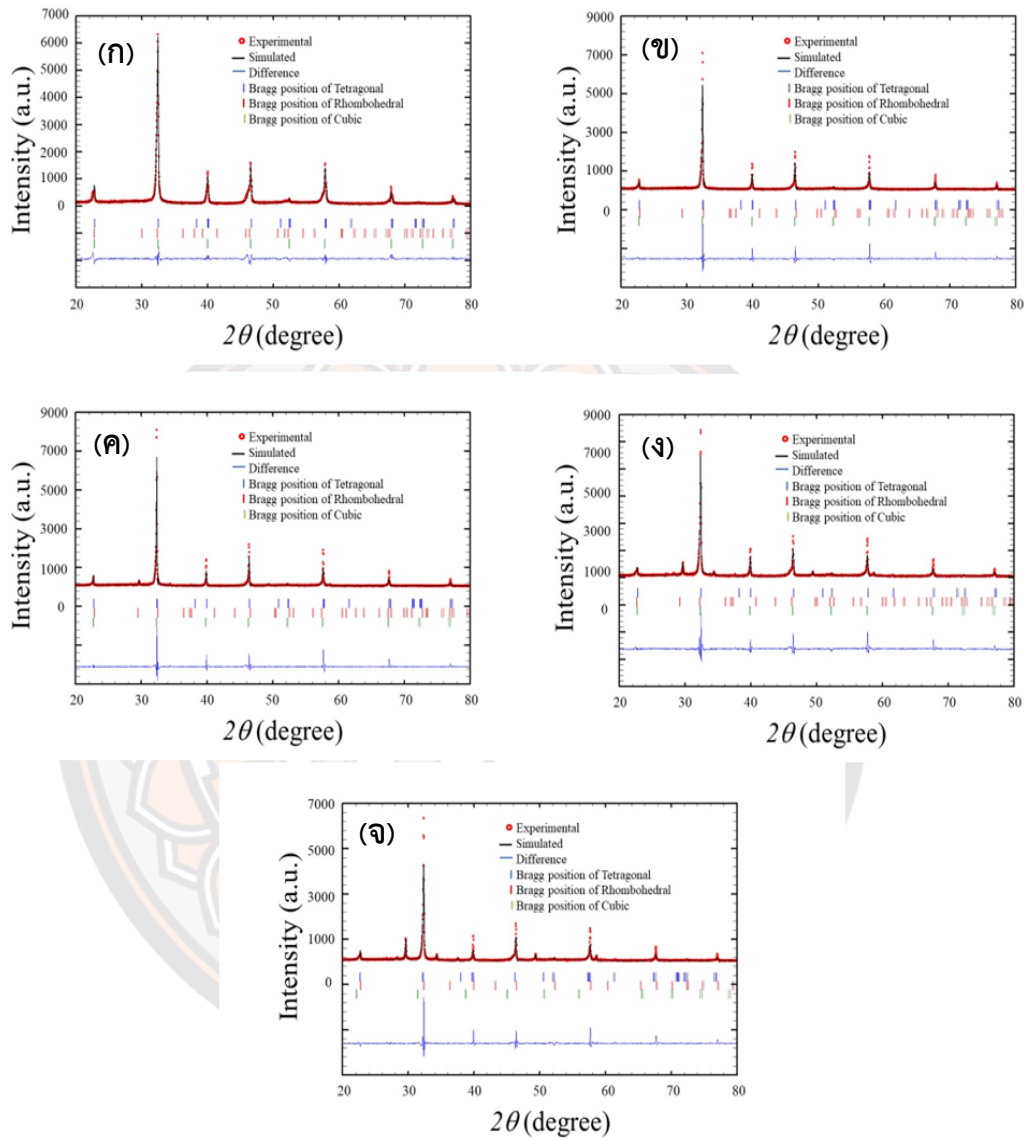 (ก)
7000
6000
5000
4000
3000
2000
1000
0
Intensity (a.u.)
Experimental
Simulated
Difference
Bragg position of Tetragonal
Bragg position of Rhombohedral
Bragg position of Cubic
20 30 40 50 60 70 80
2θ (degree)
(ข)
9000
7000
5000
3000
1000
0
Intensity (a.u.)
Experimental
Simulated
Difference
Bragg position of Tetragonal
Bragg position of Rhombohedral
Bragg position of Cubic
20 30 40 50 60 70 80
2θ (degree)
(ค)
9000
7000
5000
3000
1000
0
Intensity (a.u.)
Experimental
Simulated
Difference
Bragg position of Tetragonal
Bragg position of Rhombohedral
Bragg position of Cubic
20 30 40 50 60 70 80
2θ (degree)
(ง)
9000
7000
5000
3000
1000
0
Intensity (a.u.)
Experimental
Simulated
Difference
Bragg position of Tetragonal
Bragg position of Rhombohedral
Bragg position of Cubic
20 30 40 50 60 70 80
2θ (degree)
(จ)
7000
5000
3000
1000
0
Intensity (a.u.)
Experimental
Simulated
Difference
Bragg position of Tetragonal
Bragg position of Rhombohedral
Bragg position of Cubic
20 30 40 50 60 70 80
2θ (degree)